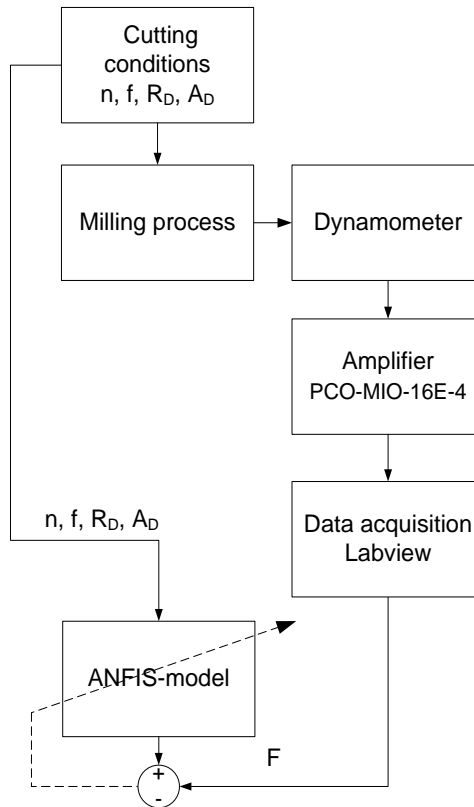 Cutting
conditions
n, f, R_D, A_D
Milling process
Dynamometer
Amplifier
PCO-MIO-16E-4
n, f, R_D, A_D
Data acquisition
Labview
ANFIS-model
F
+
-